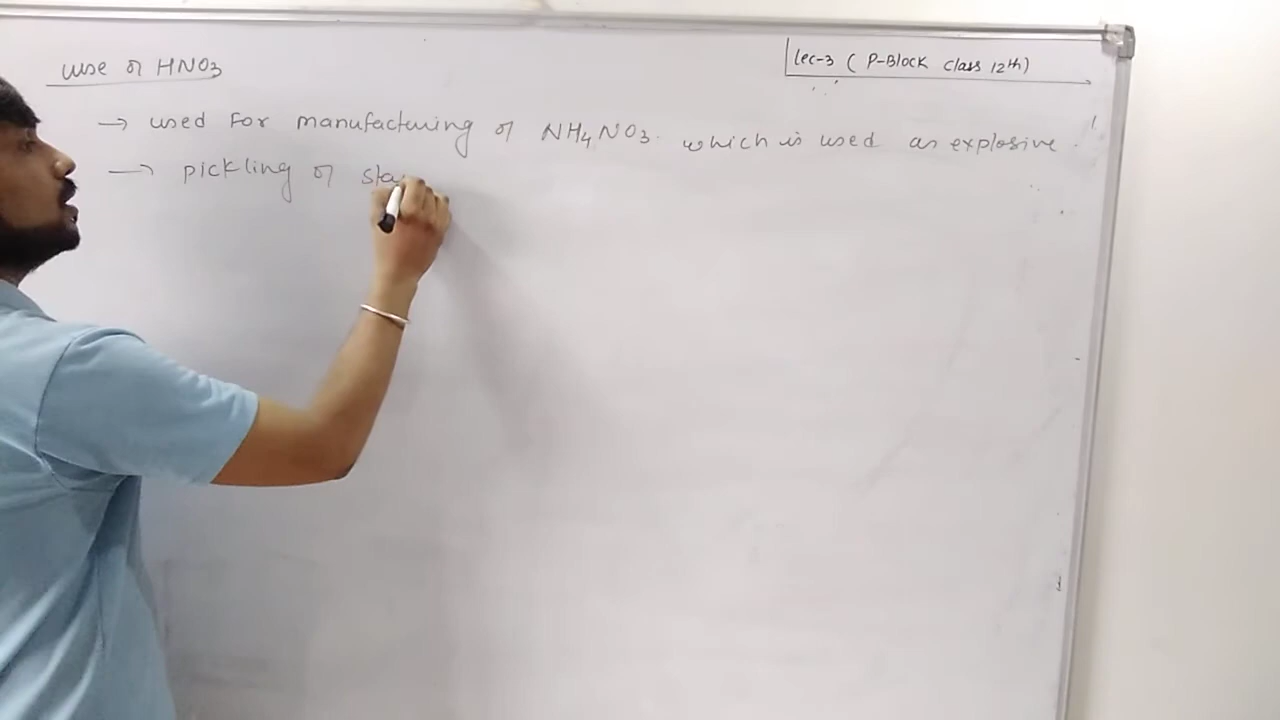 use of HNO3
Lec-3 ( P-Block class 12th)
→ used For manufacturing of NH4NO3. which is used as explosive.
→ pickling of sta